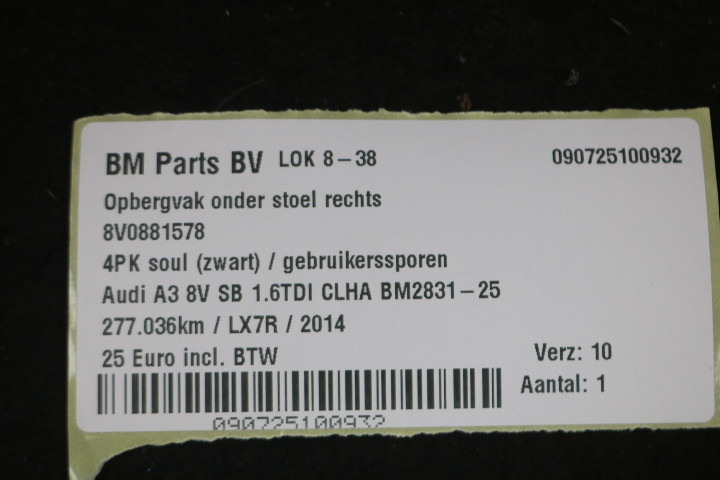 BM Parts BV LOK 8-38 090725100932
Opbergvak onder stoel rechts
8V0881578
4PK soul (zwart) / gebruikerssporen
Audi A3 8V SB 1.6TDI CLHA BM2831-25
277.036km / LX7R / 2014
25 Euro incl. BTW Verz: 10
Aantal: 1
090725100932